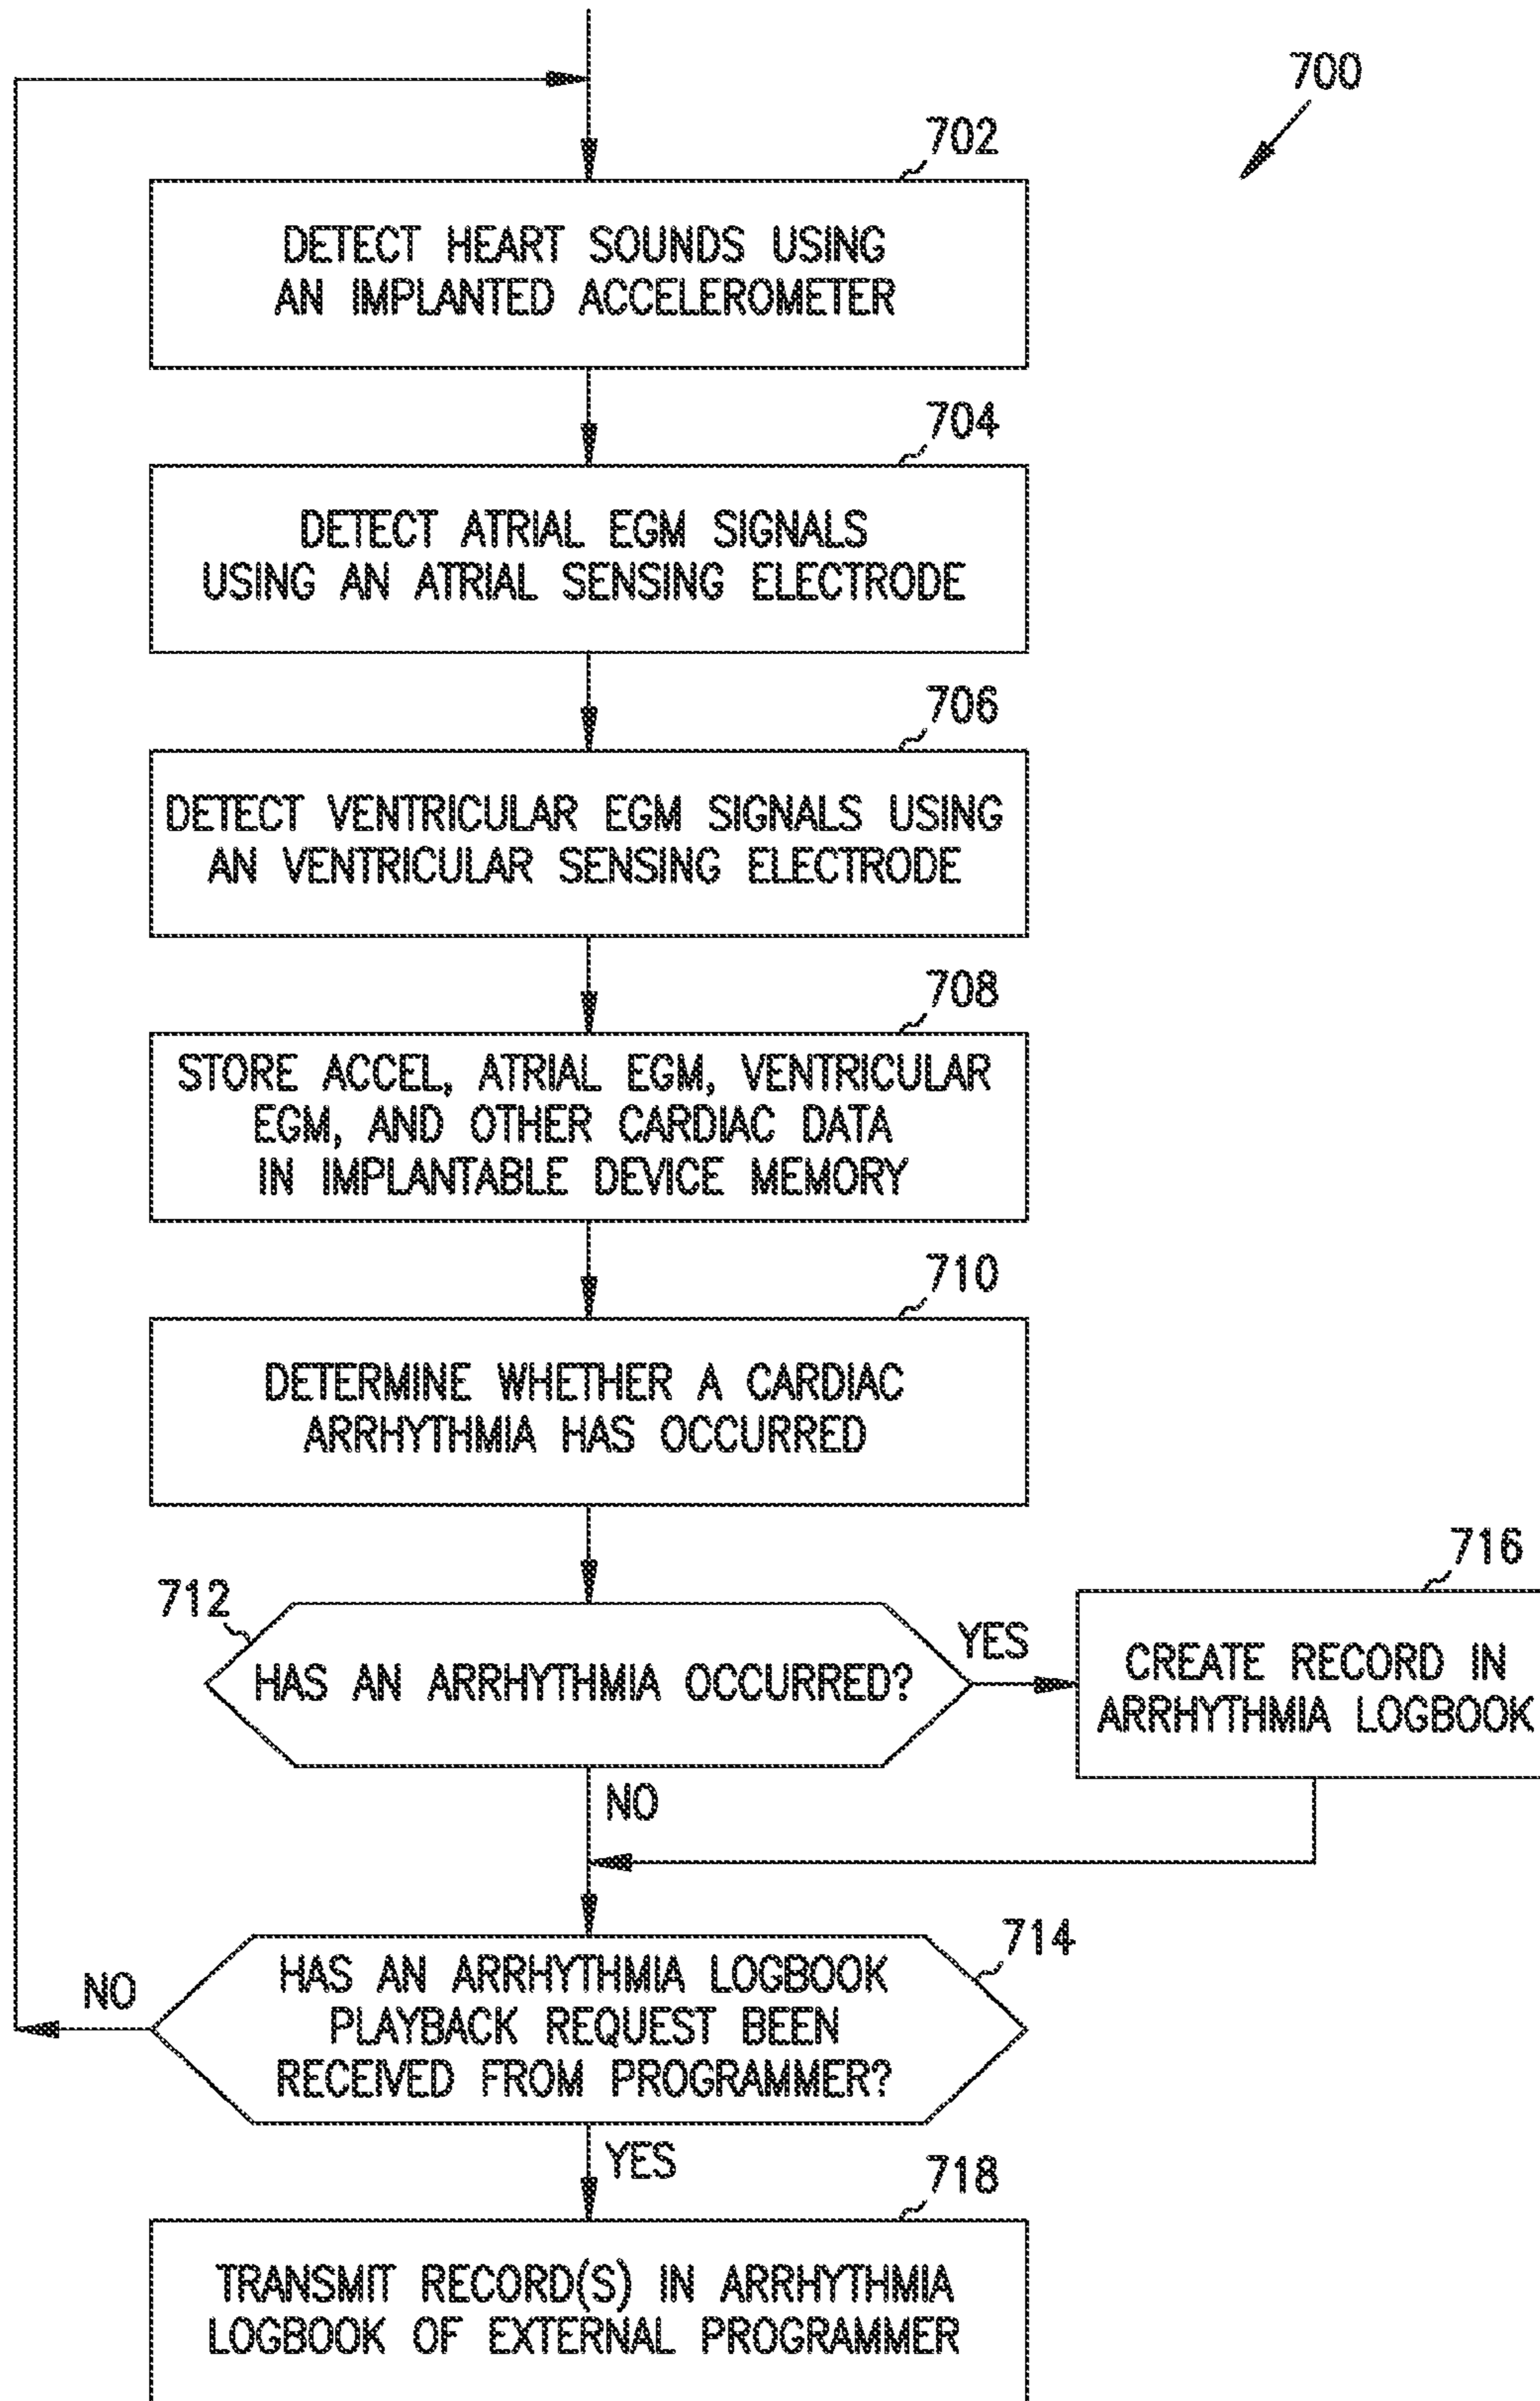 700
702
DETECT HEART SOUNDS USING
AN IMPLANTED ACCELEROMETER
704
DETECT ATRIAL EGM SIGNALS
USING AN ATRIAL SENSING ELECTRODE
706
DETECT VENTRICULAR EGM SIGNALS USING
AN VENTRICULAR SENSING ELECTRODE
708
STORE ACCEL, ATRIAL EGM, VENTRICULAR
EGM, AND OTHER CARDIAC DATA
IN IMPLANTABLE DEVICE MEMORY
710
DETERMINE WHETHER A CARDIAC
ARRHYTHMIA HAS OCCURRED
712
HAS AN ARRHYTHMIA OCCURRED?
YES
716
CREATE RECORD IN
ARRHYTHMIA LOGBOOK
NO
714
HAS AN ARRHYTHMIA LOGBOOK
PLAYBACK REQUEST BEEN
RECEIVED FROM PROGRAMMER?
NO
YES
718
TRANSMIT RECORD(S) IN ARRHYTHMIA
LOGBOOK OF EXTERNAL PROGRAMMER